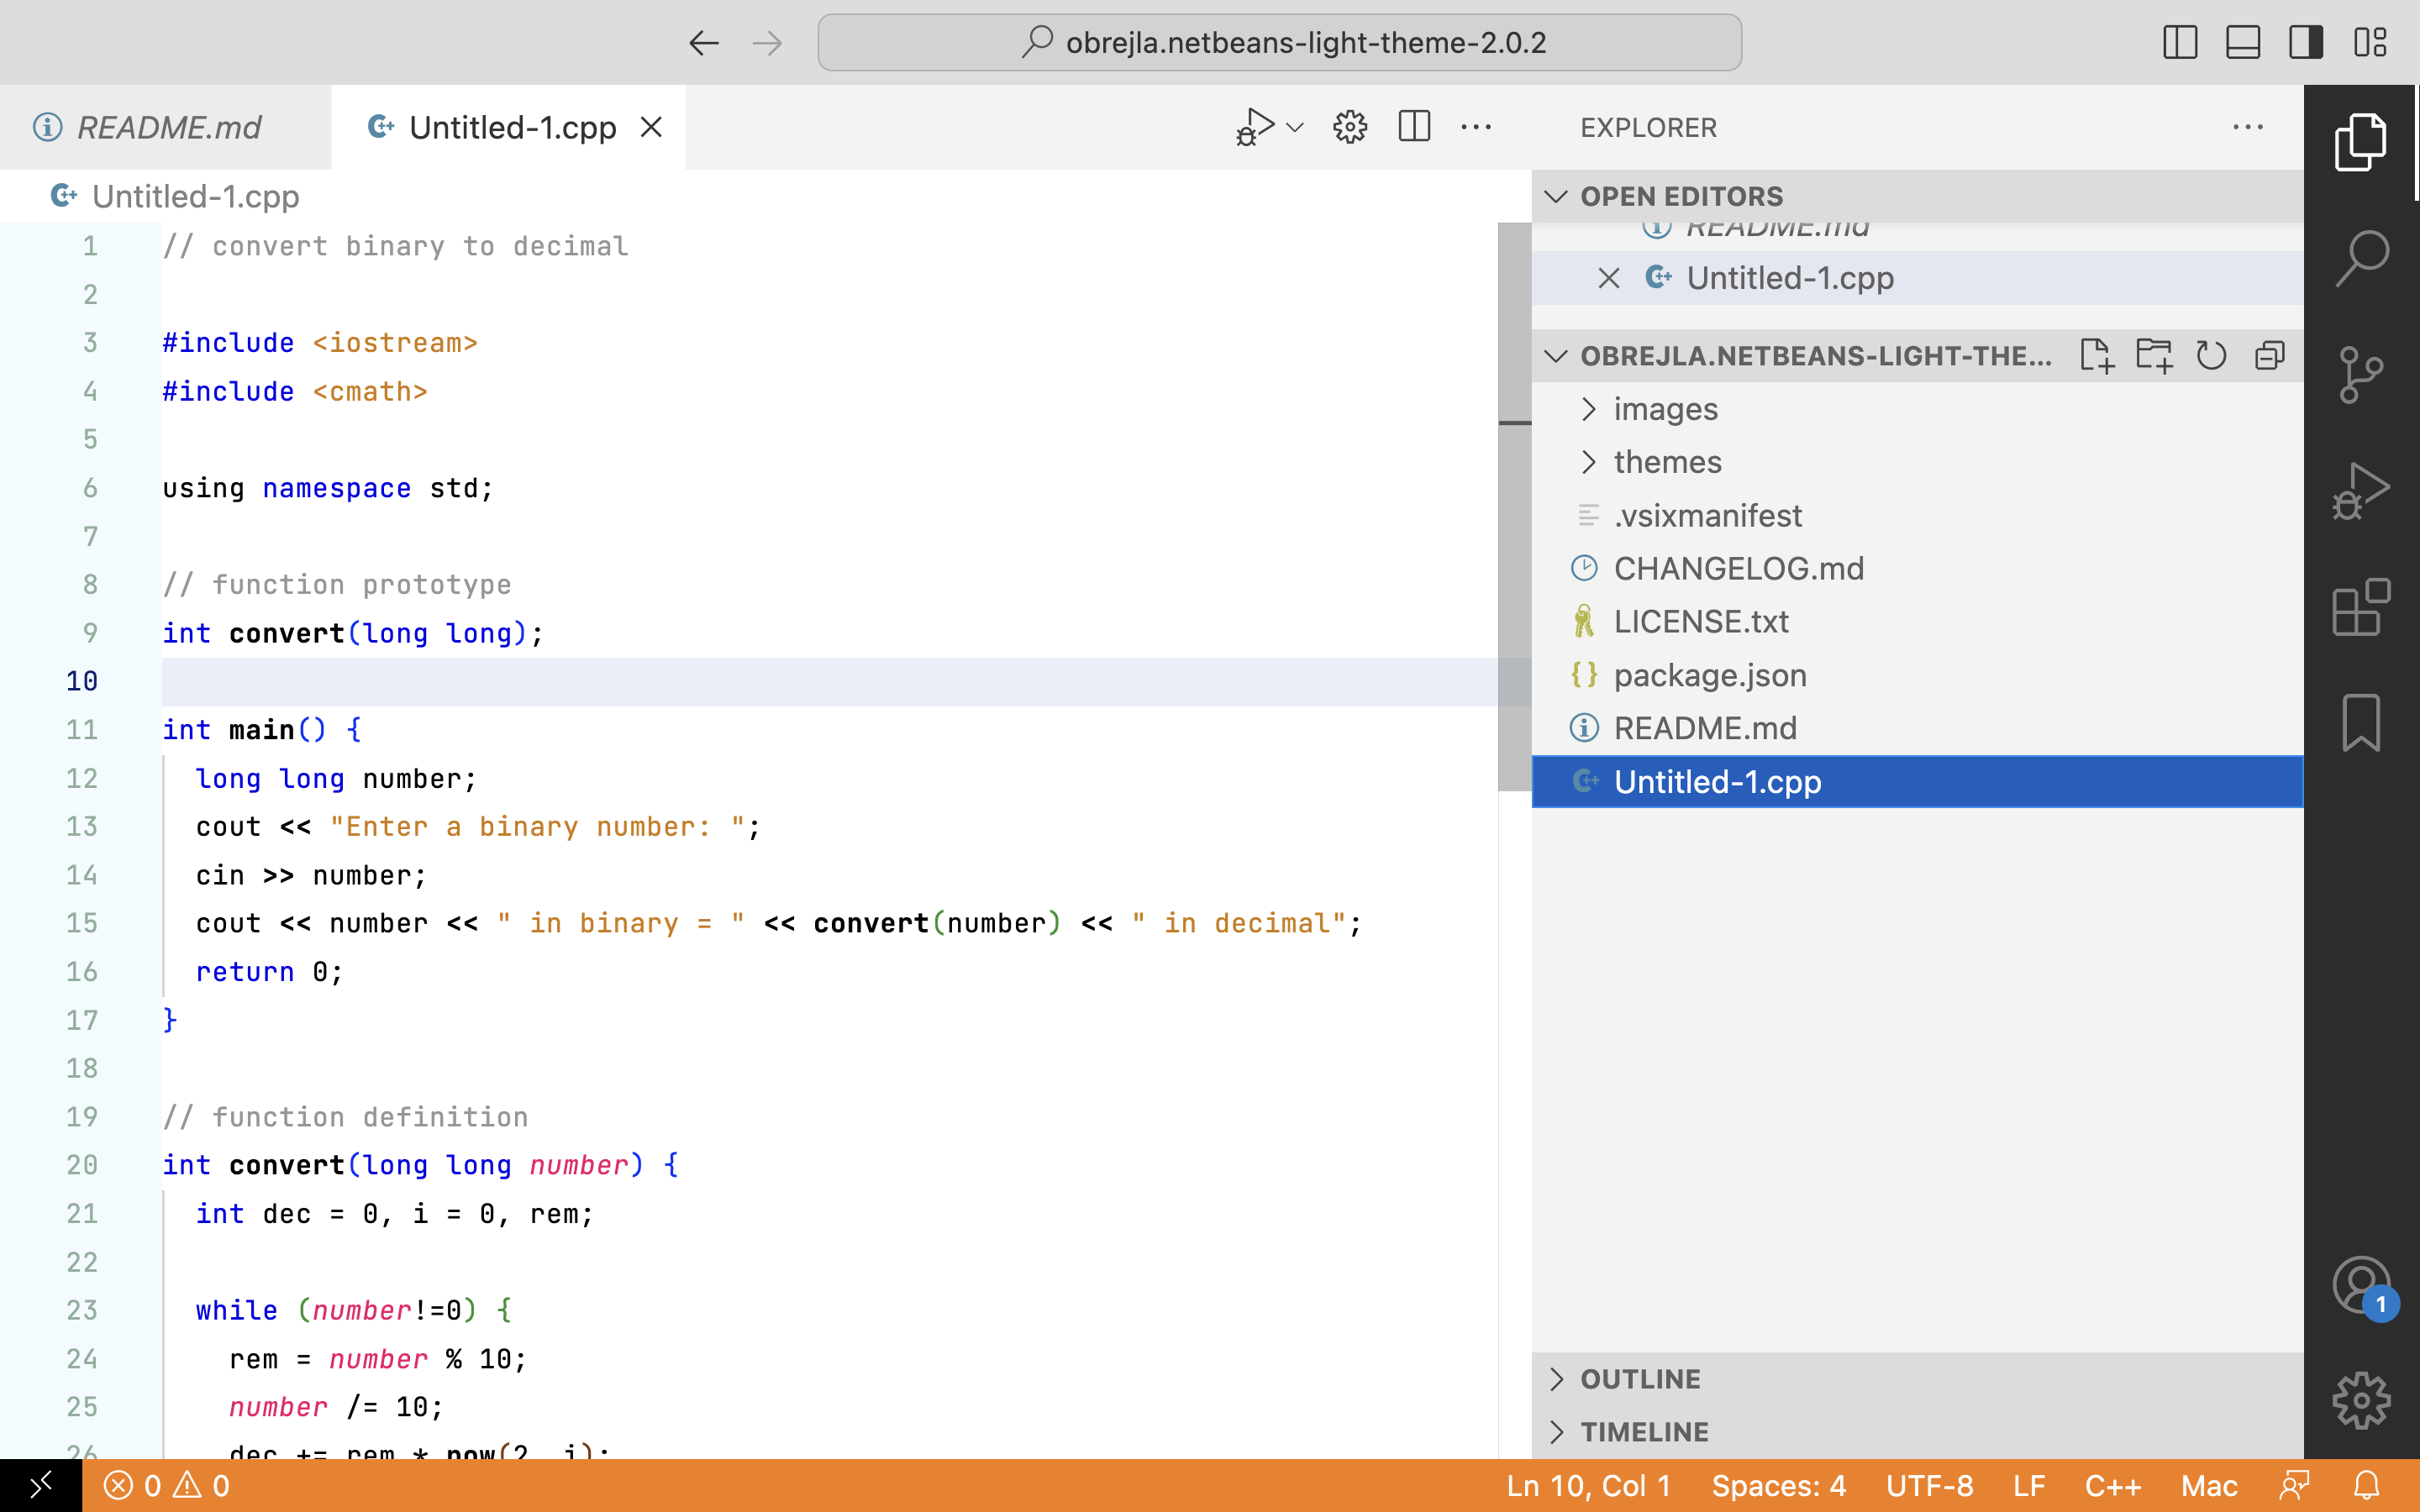 obrejla.netbeans-light-theme-2.0.2
README.md
Untitled-1.cpp
EXPLORER
Untitled-1.cpp
1 // convert binary to decimal
2
3 #include <iostream>
4 #include <cmath>
5
6 using namespace std;
7
8 // function prototype
9 int convert(long long);
10
11 int main() {
12 long long number;
13 cout << "Enter a binary number: ";
14 cin >> number;
15 cout << number << " in binary = " << convert(number) << " in decimal";
16 return 0;
17 }
18
19 // function definition
20 int convert(long long number) {
21 int dec = 0, i = 0, rem;
22
23 while (number!=0) {
24 rem = number % 10;
25 number /= 10;
26 dec += rem * pow(2, i);
OPEN EDITORS
README.md
Untitled-1.cpp
OBREJLA.NETBEANS-LIGHT-THE...
images
themes
.vsixmanifest
CHANGELOG.md
LICENSE.txt
package.json
README.md
Untitled-1.cpp
OUTLINE
TIMELINE
1
0 0
Ln 10, Col 1
Spaces: 4
UTF-8
LF
C++
Mac